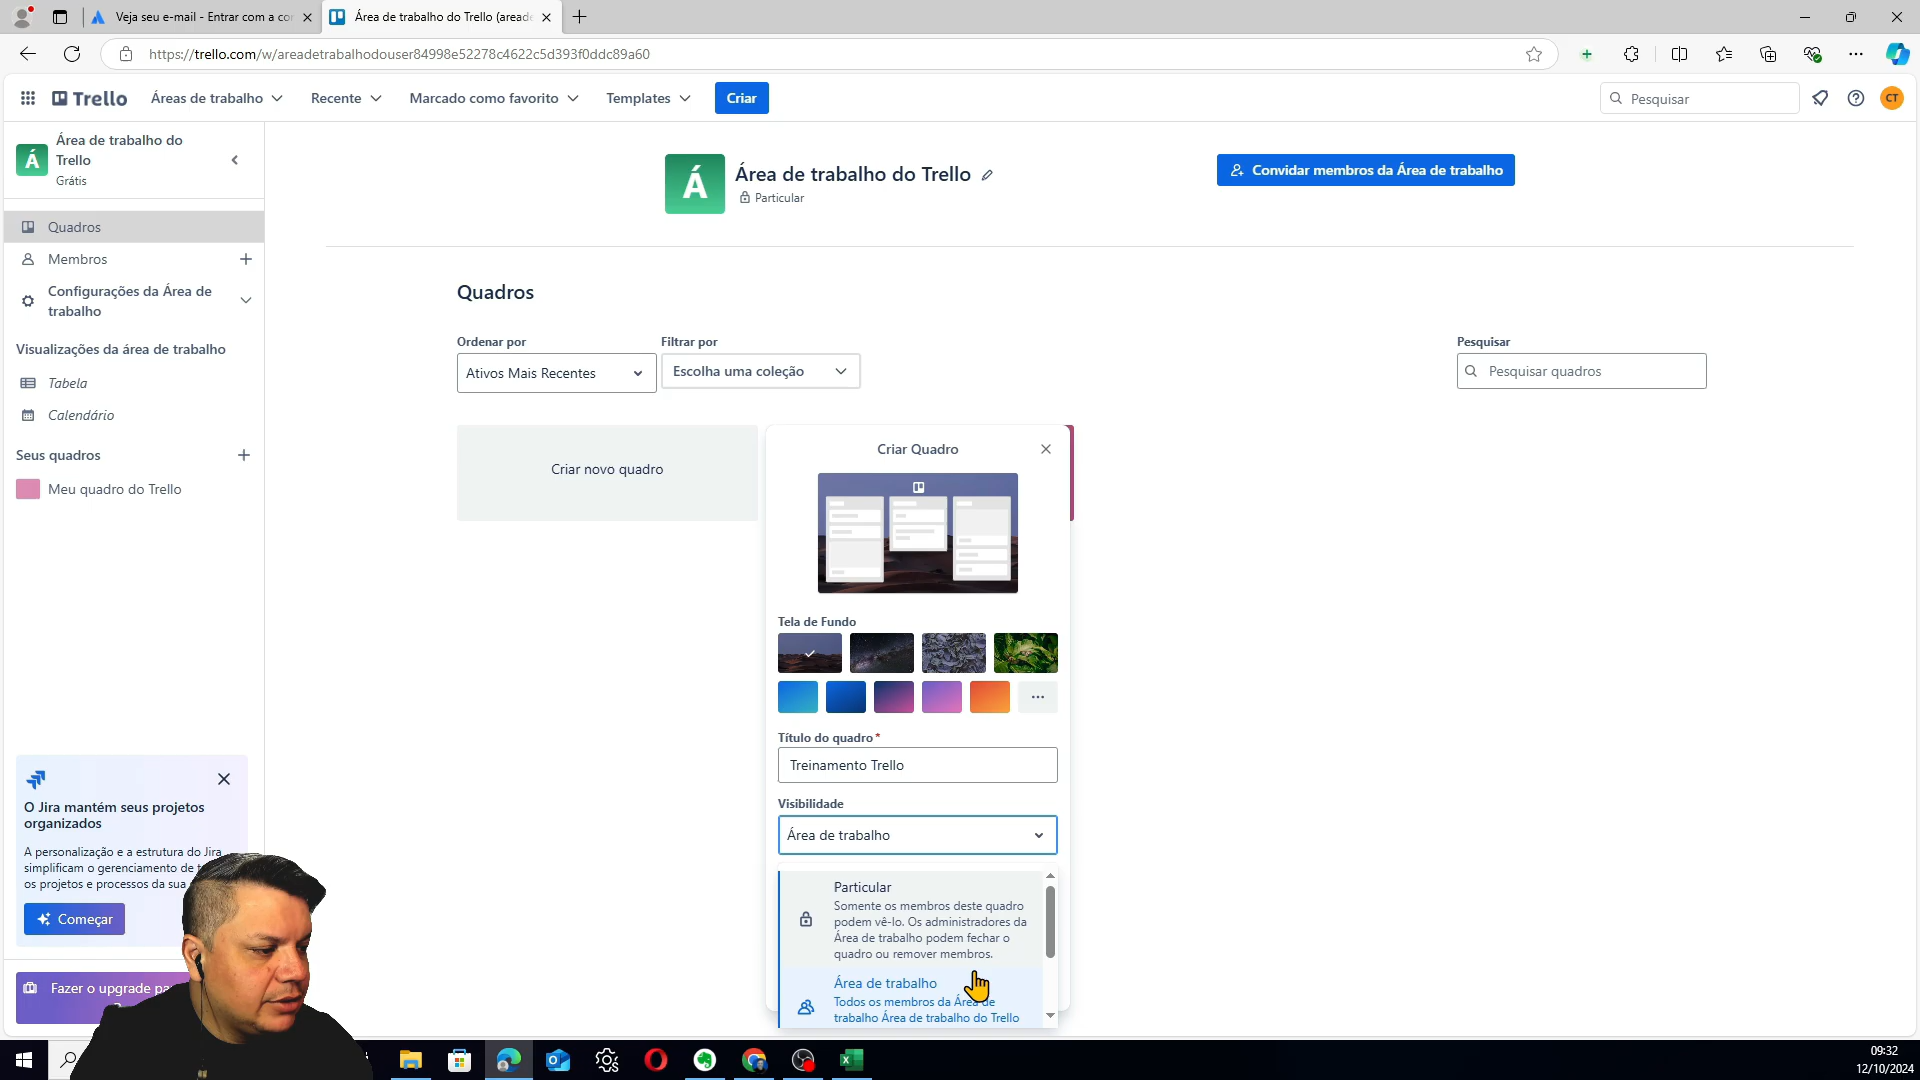 Veja seu e-mail - Entrar com a co
Área de trabalho do Trello (areade
https://trello.com/w/areadetrabalhodouser84998e52278c4622c5d393f0ddc89a60
Trello
Áreas de trabalho
Recente
Marcado como favorito
Templates
Criar
Pesquisar
CT
Á
Área de trabalho do
Trello
Grátis
Quadros
Membros
Configurações da Área de
trabalho
Visualizações da área de trabalho
Tabela
Calendário
Seus quadros
Meu quadro do Trello
O Jira mantém seus projetos
organizados
A personalização e a estrutura do Jira
simplificam o gerenciamento de
os projetos e processos da sua
Começar
Fazer o upgrade pa
Á
Área de trabalho do Trello
Particular
Convidar membros da Área de trabalho
Quadros
Ordenar por
Filtrar por
Pesquisar
Ativos Mais Recentes
Escolha uma coleção
Pesquisar quadros
Criar novo quadro
Criar Quadro
Tela de Fundo
Título do quadro*
Treinamento Trello
Visibilidade
Área de trabalho
Particular
Somente os membros deste quadro
podem vê-lo. Os administradores da
Área de trabalho podem fechar o
quadro ou remover membros.
Área de trabalho
Todos os membros da Área de
trabalho Área de trabalho do Trello
09:32
12/10/2024